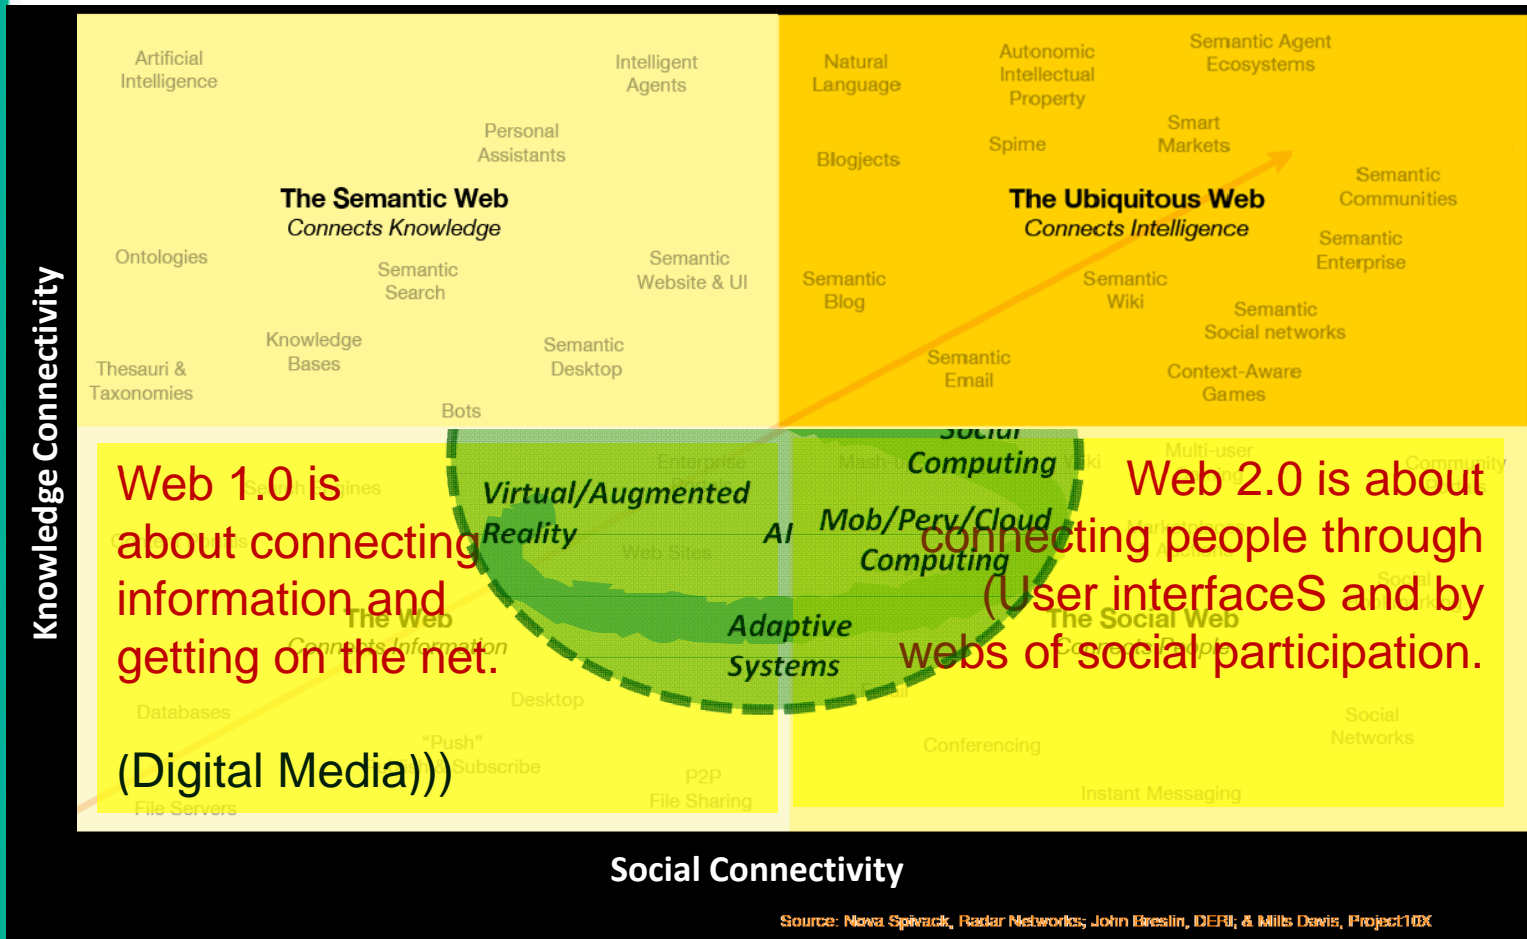 Knowledge Connectivity
Artificial
Intelligence
Intelligent
Agents
Personal
Assistants
The Semantic Web
Connects Knowledge
Ontologies
Semantic
Search
Semantic
Website & UI
Knowledge
Bases
Semantic
Desktop
Thesauri &
Taxonomies
Bots
Natural
Language
Autonomic
Intellectual
Property
Semantic Agent
Ecosystems
Blogjects
Spime
Smart
Markets
The Ubiquitous Web
Connects Intelligence
Semantic
Communities
Semantic
Enterprise
Semantic
Blog
Semantic
Wiki
Semantic
Social networks
Semantic
Email
Context-Aware
Games
Web 1.0 is
about connecting
information and
getting on the net.
(Digital Media)))
Enterprise
Web Sites
The Web
Connects Information
Databases
Desktop
"Push"
& Subscribe
P2P
File Sharing
File Servers
Virtual/Augmented
Reality
AI
Social
Computing
Mob/Perv/Cloud
Computing
Adaptive
Systems
Web 2.0 is about
connecting people through
(User interfaceS and by
webs of social participation.
Multi-user
Community
Wiki
Social
The Social Web
Connects People
Conferencing
Social
Networks
Instant Messaging
Social Connectivity
Source: Nova Spivack, Radar Networks; John Breslin, DERI; & Mills Davis, Project10X